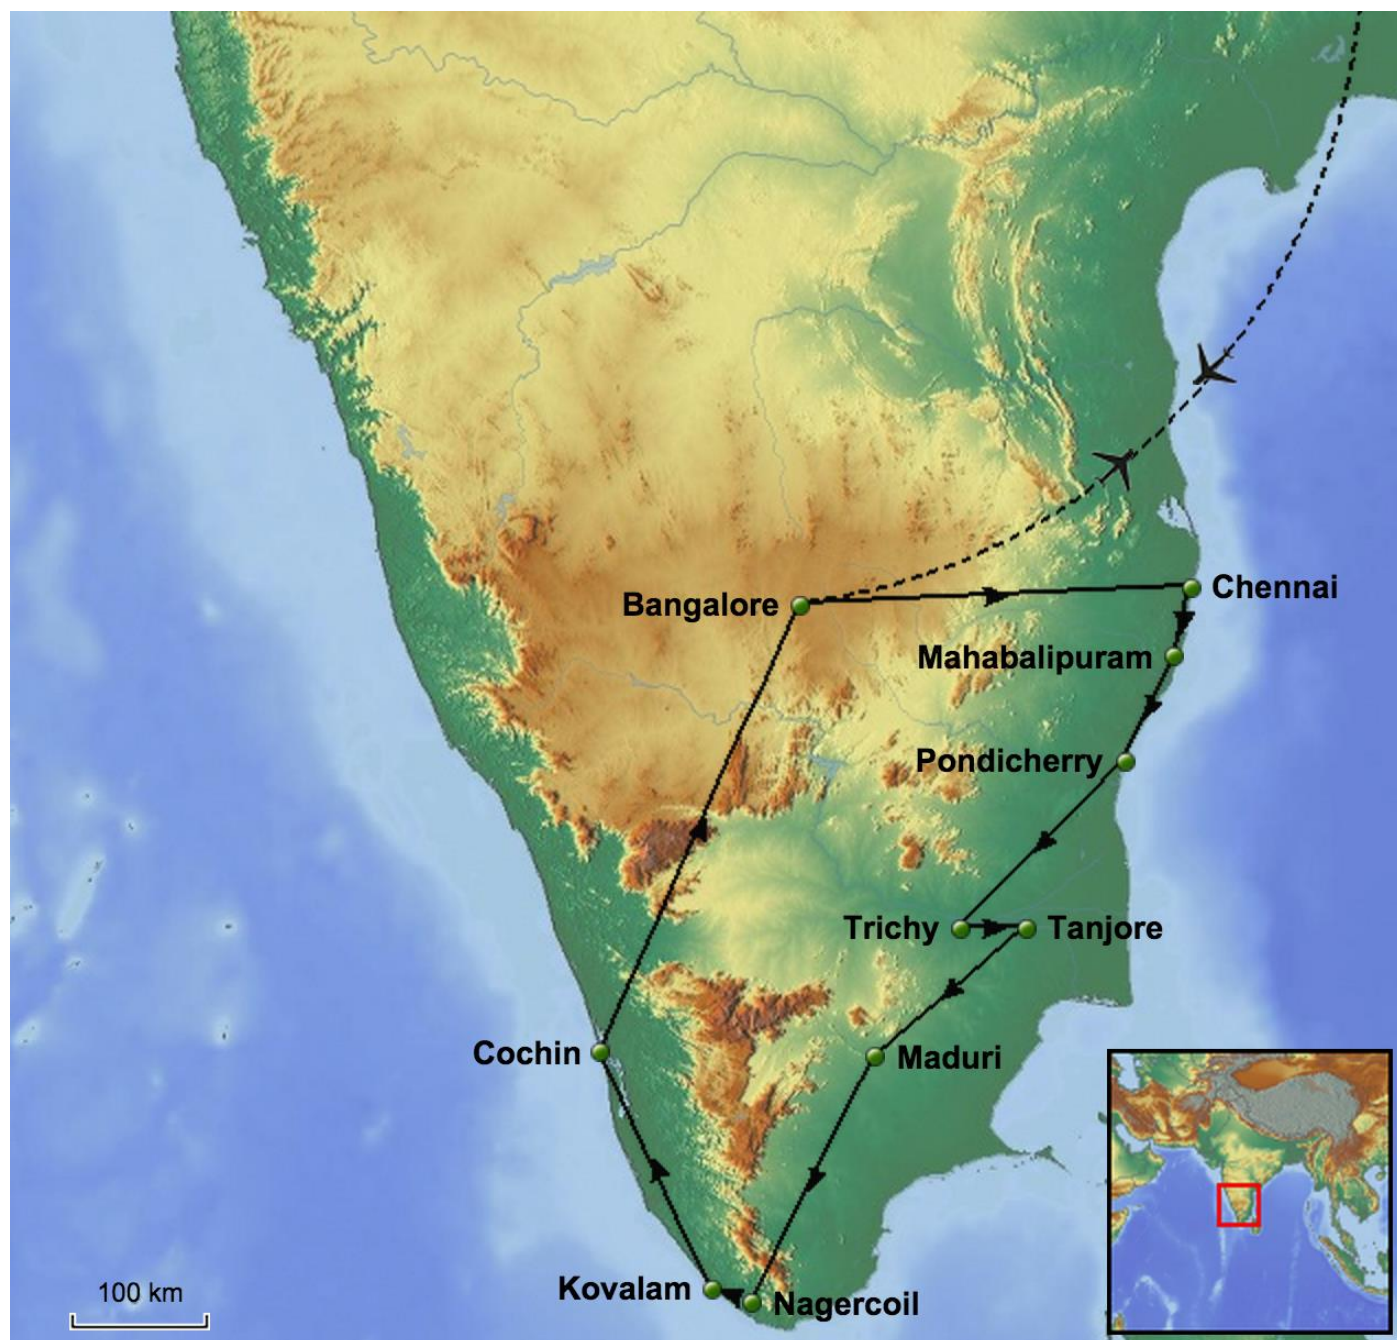 Bangalore
Chennai
Mahabalipuram
Pondicherry
Trichy
Tanjore
Cochin
Maduri
Kovalam
Nagercoil
100 km